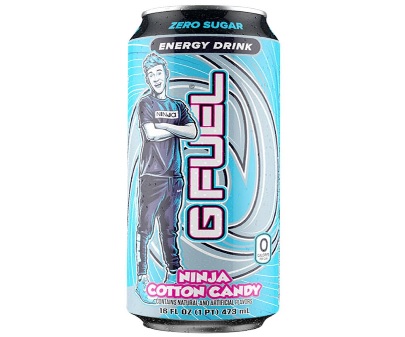 ZERO SUGAR
ENERGY DRINK
NINJA
G FUEL
0
NINJA
COTTON CANDY
CONTAINS NATURAL AND ARTIFICIAL FLAVORS
16 FL OZ (1 PT) 473 mL